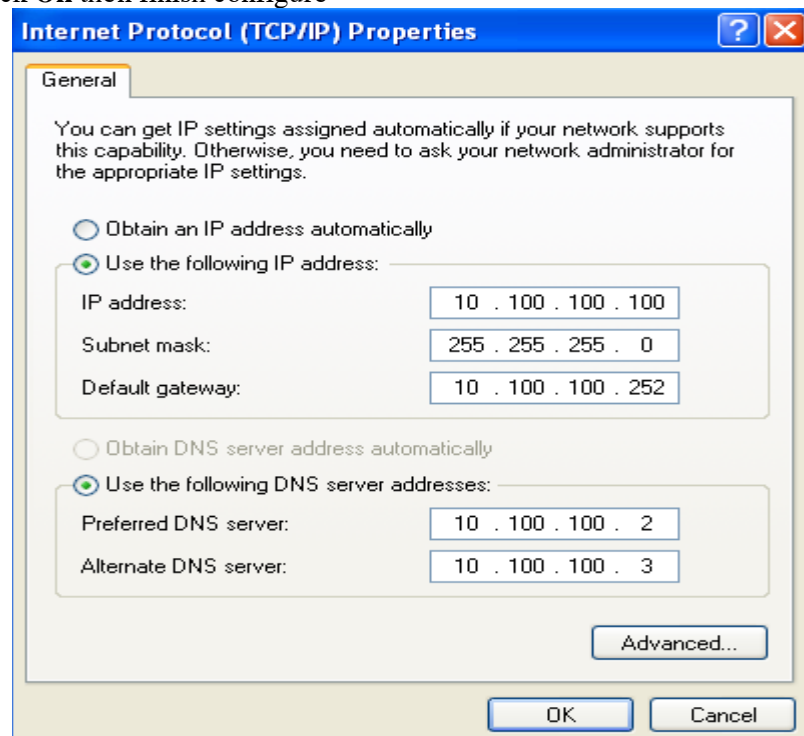 Ok then finish configure
Internet Protocol (TCP/IP) Properties
General
You can get IP settings assigned automatically if your network supports
this capability. Otherwise, you need to ask your network administrator for
the appropriate IP settings.
Obtain an IP address automatically
Use the following IP address:
IP address: 10 . 100 . 100 . 100
Subnet mask: 255 . 255 . 255 . 0
Default gateway: 10 . 100 . 100 . 252
Obtain DNS server address automatically
Use the following DNS server addresses:
Preferred DNS server: 10 . 100 . 100 . 2
Alternate DNS server: 10 . 100 . 100 . 3
Advanced...
OK Cancel